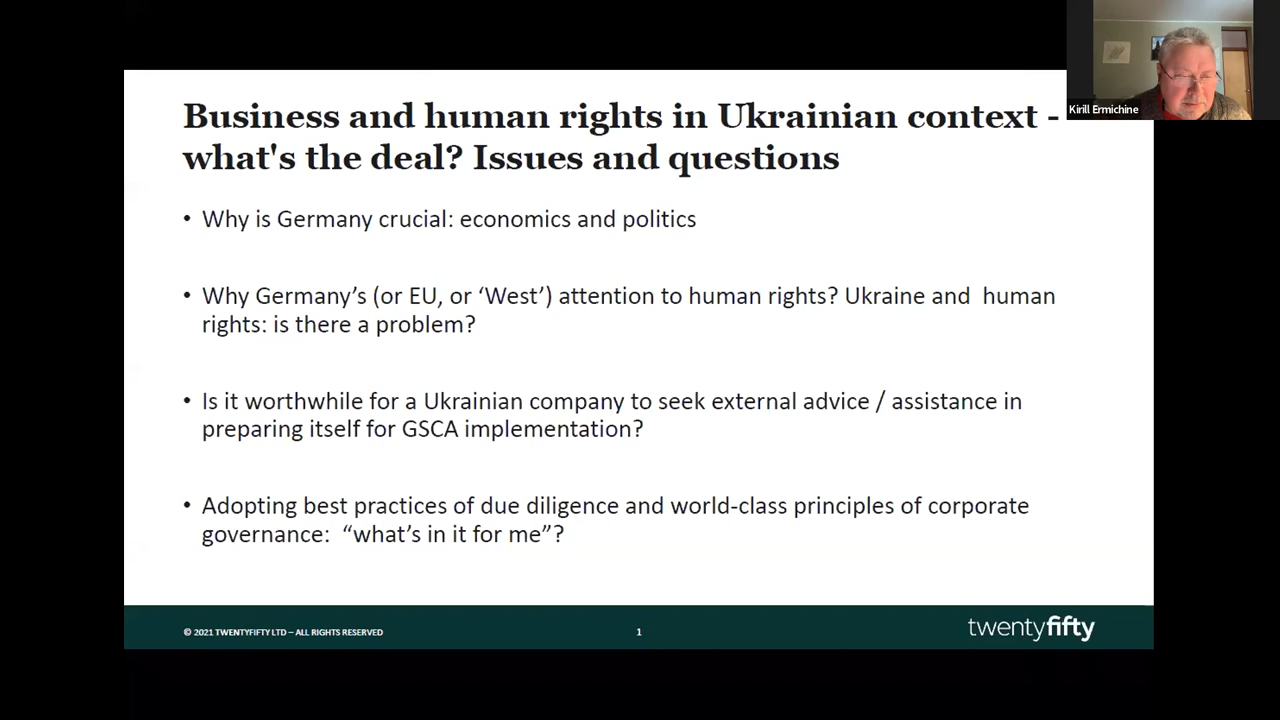 Kirill Ermichine
Business and human rights in Ukrainian context -
what's the deal? Issues and questions
• Why is Germany crucial: economics and politics
• Why Germany’s (or EU, or ‘West’) attention to human rights? Ukraine and  human
rights: is there a problem?
• Is it worthwhile for a Ukrainian company to seek external advice / assistance in
preparing itself for GSCA implementation?
• Adopting best practices of due diligence and world-class principles of corporate
governance:  “what’s in it for me”?
© 2021 TWENTYFIFTY LTD – ALL RIGHTS RESERVED
1
twentyfifty